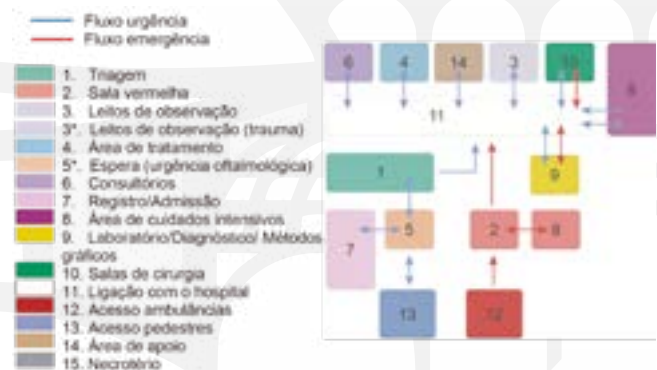 Fluxo urgência
Fluxo emergência
1. Triagem
2. Sala vermelha
3. Leitos de observação
3*. Leitos de observação (trauma)
4. Área de tratamento
5*. Espera (urgência oftalmológica)
6. Consultórios
7. Registro/Admissão
8. Área de cuidados intensivos
9. Laboratório/Diagnóstico/ Métodos
gráficos
10. Salas de cirurgia
11. Ligação com o hospital
12. Acesso ambulâncias
13. Acesso pedestres
14. Área de apoio
15. Necrotério
6 4 14 3 10 8
11
1 9
7 5 2 8
13 12